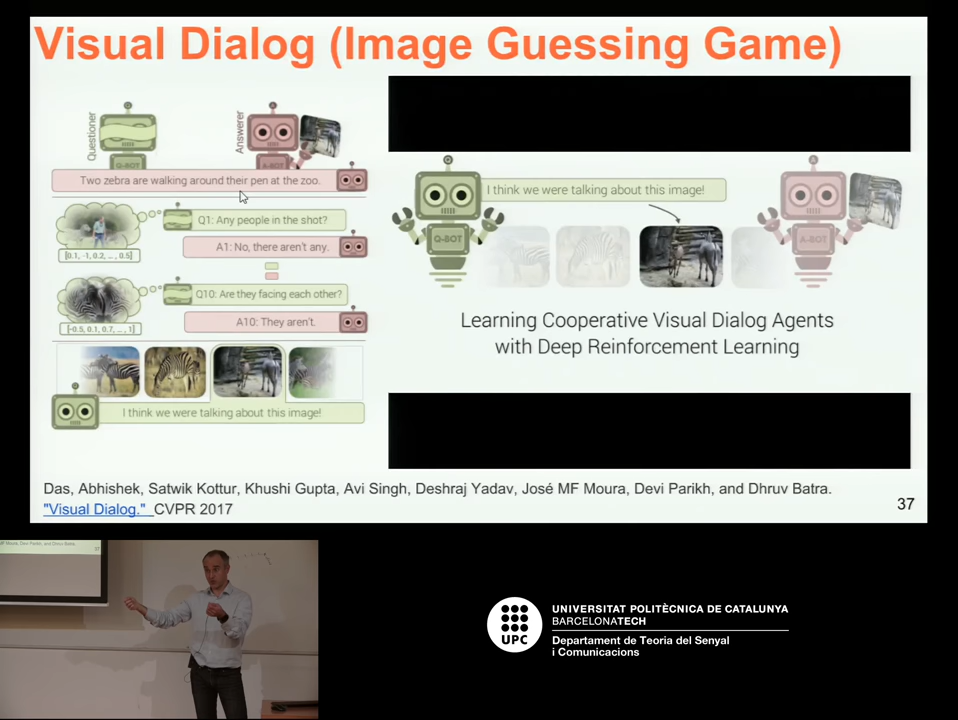 Visual Dialog (Image Guessing Game)
Questioner
Answerer
Q
A
Q-BOT
A-BOT
Two zebra are walking around their pen at the zoo.
Q1: Any people in the shot?
[0.1, -1, 0.2, ... , 0.5]
A1: No, there aren't any.
Q10: Are they facing each other?
[-0.5, 0.1, 0.7, ... , 1]
A10: They aren't.
I think we were talking about this image!
I think we were talking about this image!
Q-BOT
A-BOT
Learning Cooperative Visual Dialog Agents
with Deep Reinforcement Learning
Das, Abhishek, Satwik Kottur, Khushi Gupta, Avi Singh, Deshraj Yadav, José MF Moura, Devi Parikh, and Dhruv Batra.
"Visual Dialog." CVPR 2017
37
UPC
UNIVERSITAT POLITÈCNICA DE CATALUNYA
BARCELONATECH
Departament de Teoria del Senyal
i Comunicacions